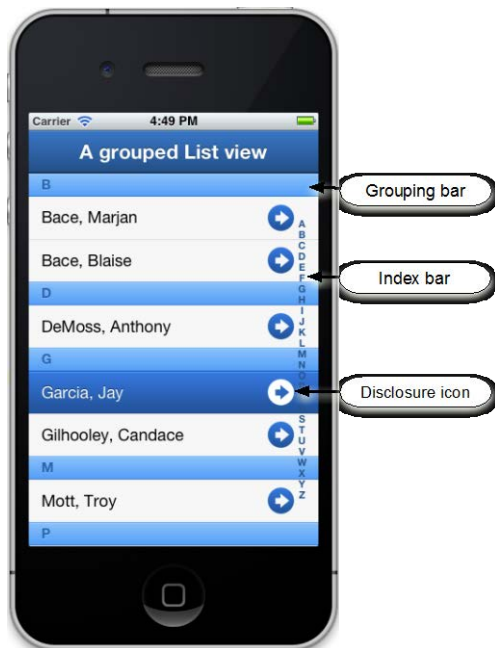 Carrier 4:49 PM
A grouped List view
B
Grouping bar
Bace, Marjan
Bace, Blaise
Index bar
D
DeMoss, Anthony
G
Garcia, Jay
Disclosure icon
Gilhooley, Candace
M
Mott, Troy
P
A
B
C
D
E
F
G
H
I
J
K
L
M
N
O
S
T
U
V
W
X
Y
Z